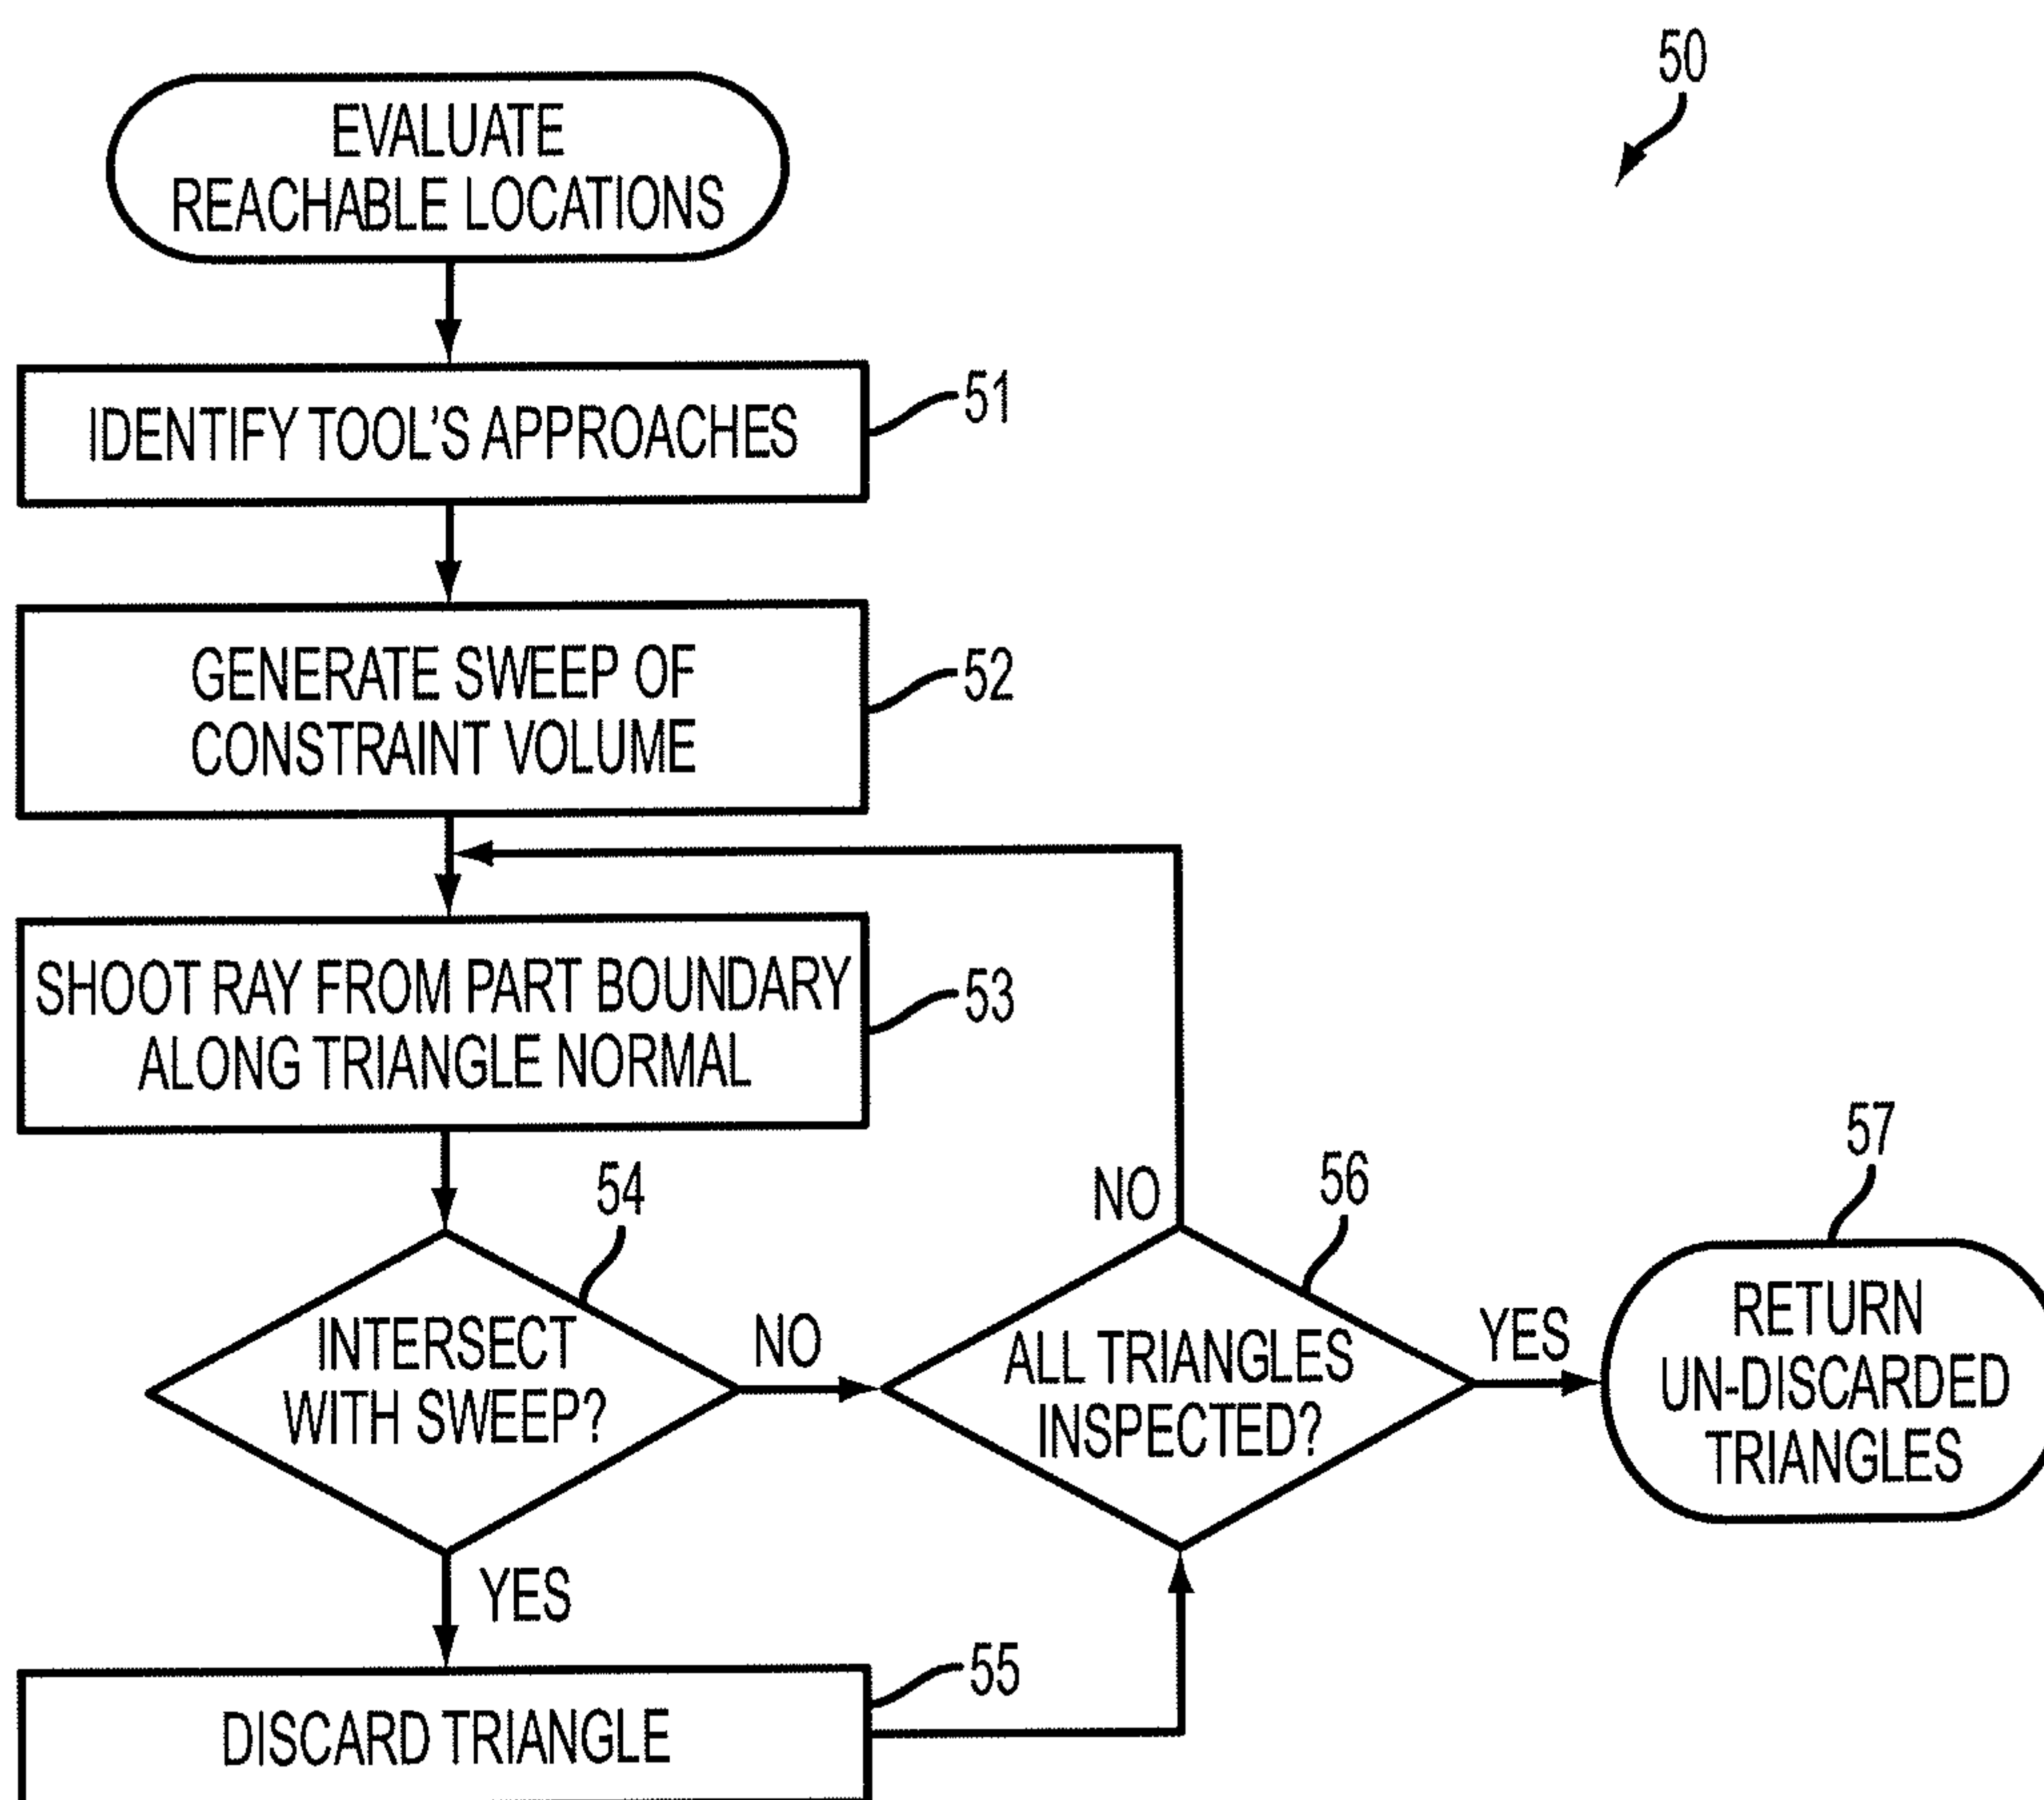 50
EVALUATE
REACHABLE LOCATIONS
IDENTIFY TOOL'S APPROACHES
51
GENERATE SWEEP OF
CONSTRAINT VOLUME
52
SHOOT RAY FROM PART BOUNDARY
ALONG TRIANGLE NORMAL
53
54
INTERSECT
WITH SWEEP?
NO
YES
DISCARD TRIANGLE
55
56
ALL TRIANGLES
INSPECTED?
NO
YES
57
RETURN
UN-DISCARDED
TRIANGLES